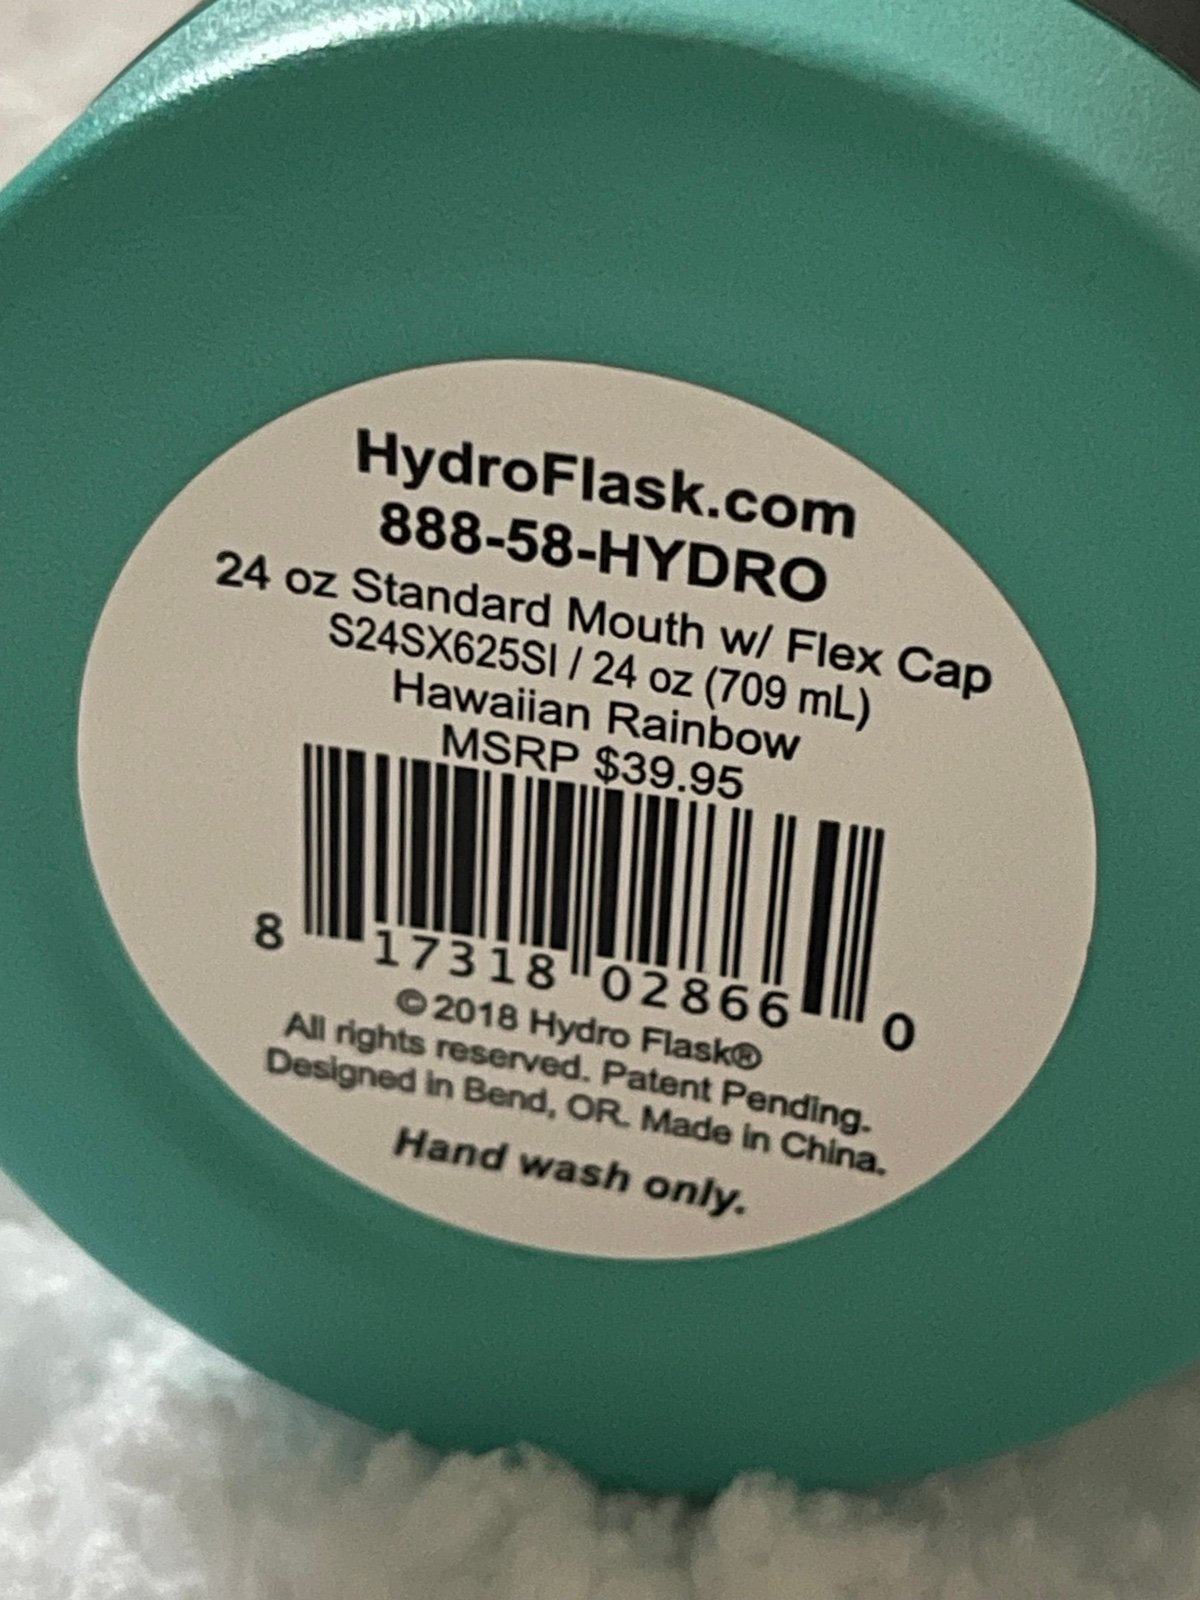 HydroFlask.com
888-58-HYDRO
24 oz Standard Mouth w/ Flex Cap
S24SX625SI / 24 oz (709 mL)
Hawaiian Rainbow
MSRP $39.95
8 17318 02866 0
© 2018 Hydro Flask®
All rights reserved. Patent Pending.
Designed in Bend, OR. Made in China.
Hand wash only.